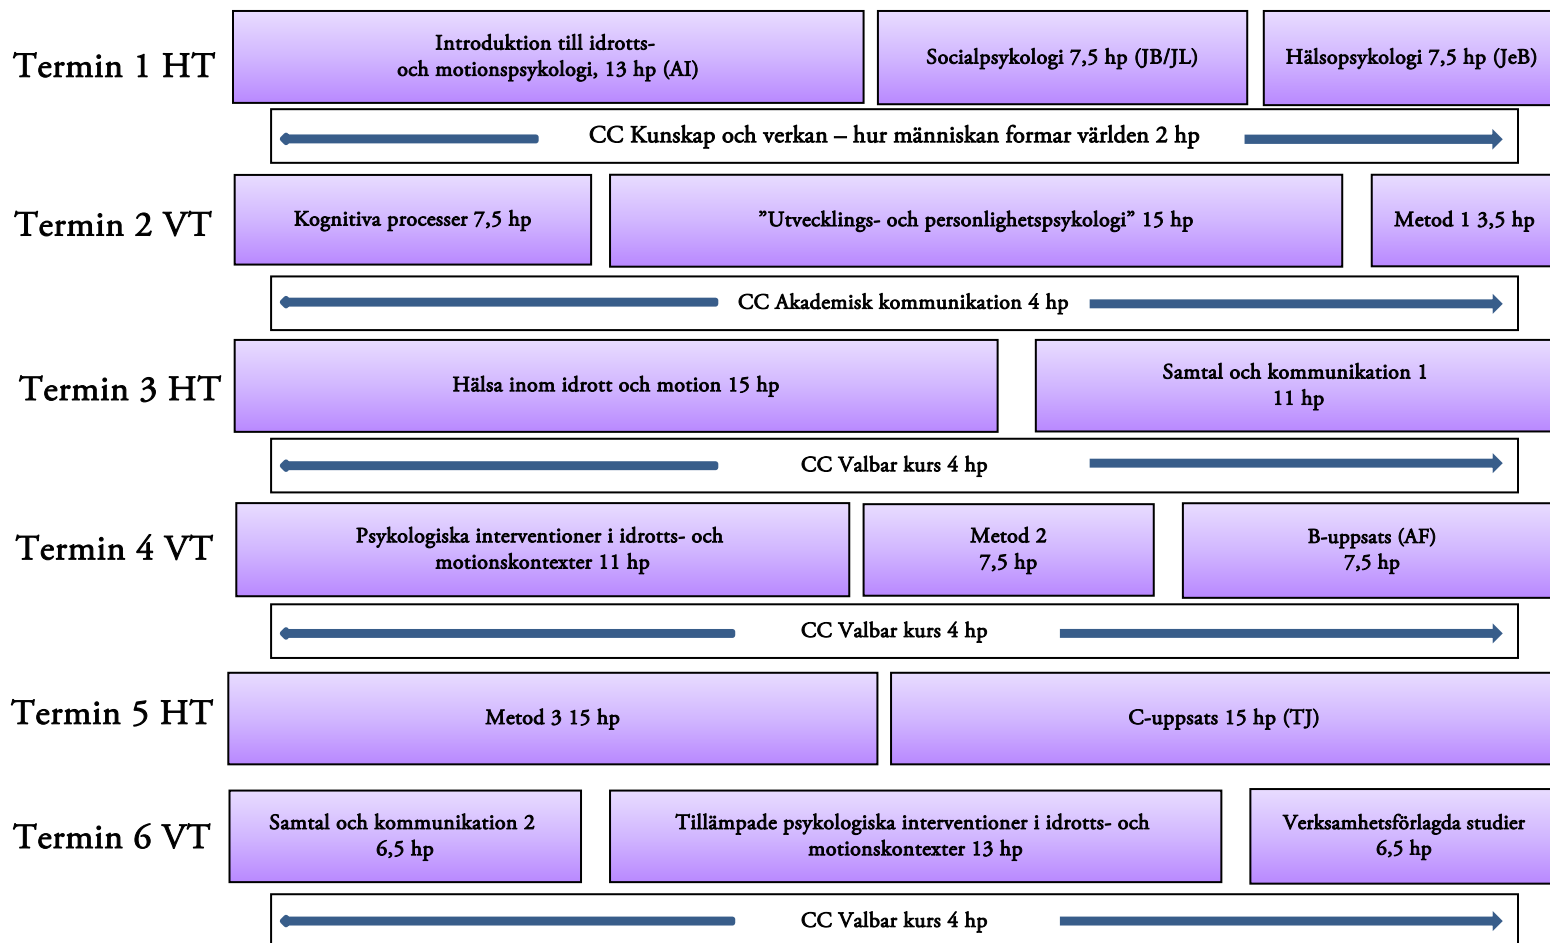 Termin 1 HT
Introduktion till idrotts-
och motionspsykologi, 13 hp (AI)
Socialpsykologi 7,5 hp (JB/JL)
Hälsopsykologi 7,5 hp (JeB)
CC Kunskap och verkan – hur människan formar världen 2 hp
Termin 2 VT
Kognitiva processer 7,5 hp
”Utvecklings- och personlighetspsykologi” 15 hp
Metod 1 3,5 hp
CC Akademisk kommunikation 4 hp
Termin 3 HT
Hälsa inom idrott och motion 15 hp
Samtal och kommunikation 1
11 hp
CC Valbar kurs 4 hp
Termin 4 VT
Psykologiska interventioner i idrotts- och
motionskontexter 11 hp
Metod 2
7,5 hp
B-uppsats (AF)
7,5 hp
CC Valbar kurs 4 hp
Termin 5 HT
Metod 3 15 hp
C-uppsats 15 hp (TJ)
Termin 6 VT
Samtal och kommunikation 2
6,5 hp
Tillämpade psykologiska interventioner i idrotts- och
motionskontexter 13 hp
Verksamhetsförlagda studier
6,5 hp
CC Valbar kurs 4 hp